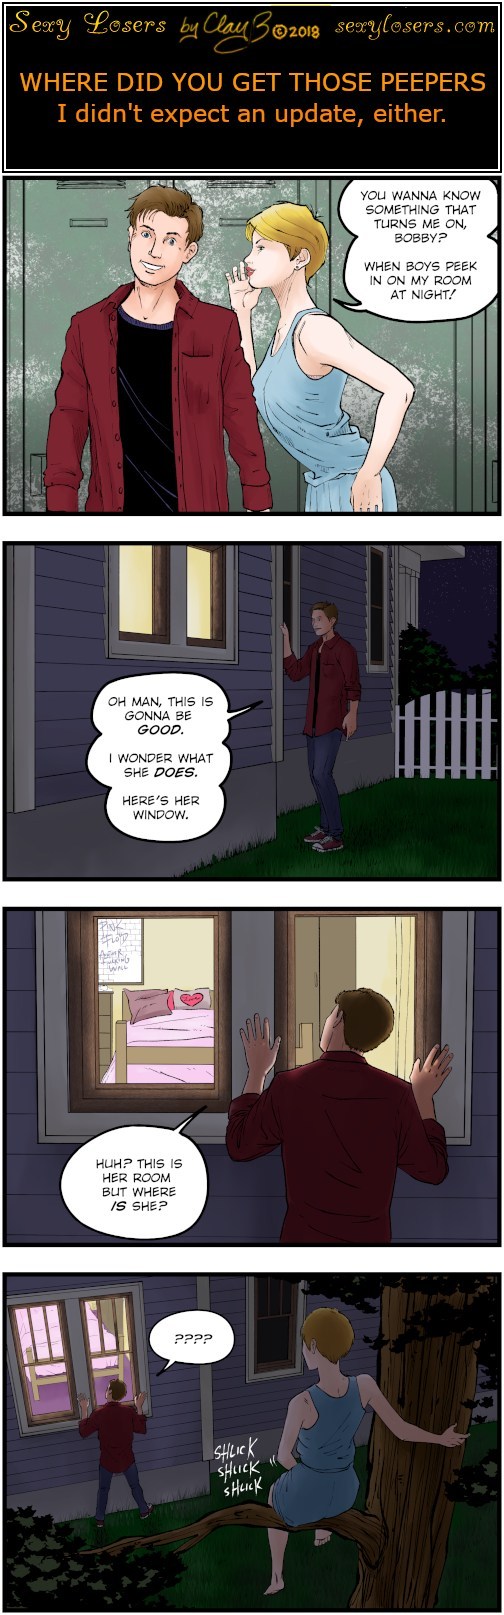 Sexy Losers by Clay 3 ©2018 sexylosers.com
WHERE DID YOU GET THOSE PEEPERS
I didn't expect an update, either.
YOU WANNA KNOW
SOMETHING THAT
TURNS ME ON,
BOBBY?
WHEN BOYS PEEK
IN ON MY ROOM
AT NIGHT!
OH MAN, THIS IS
GONNA BE
GOOD.
I WONDER WHAT
SHE DOES.
HERE'S HER
WINDOW.
PINK
FLOYD
WALL
HUH? THIS IS
HER ROOM
BUT WHERE
IS SHE?
????
SHLICK
SHLICK
SHLICK